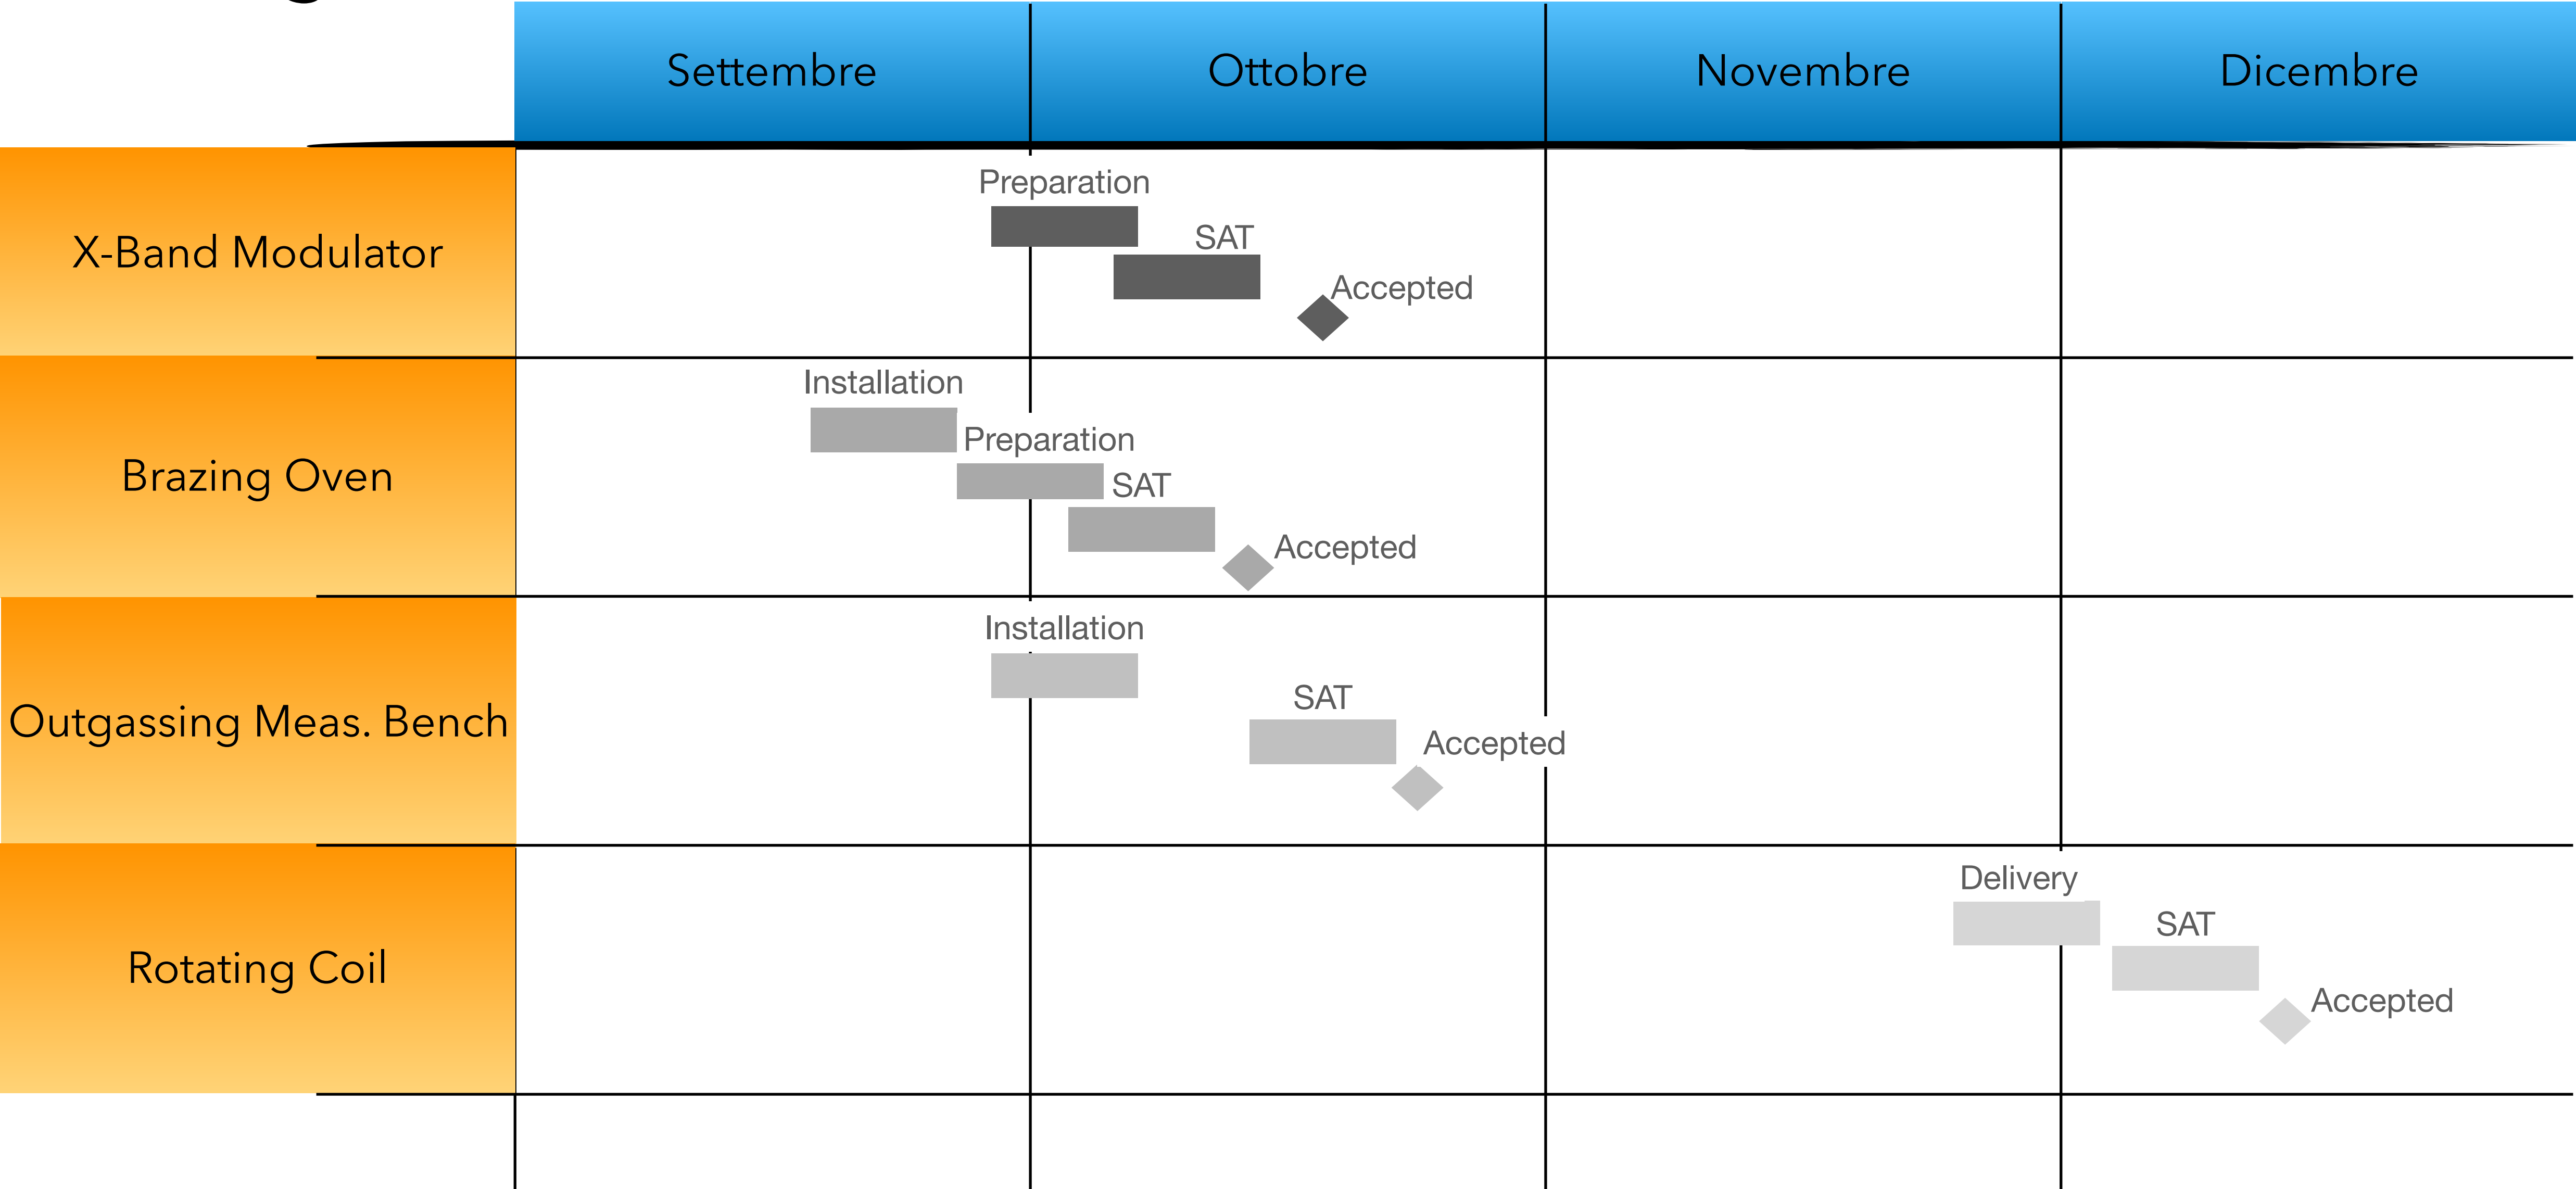 Settembre
Ottobre
Novembre
Dicembre
X-Band Modulator
Preparation
SAT
Accepted
Brazing Oven
Installation
Preparation
SAT
Accepted
Outgassing Meas. Bench
Installation
SAT
Accepted
Rotating Coil
Delivery
SAT
Accepted